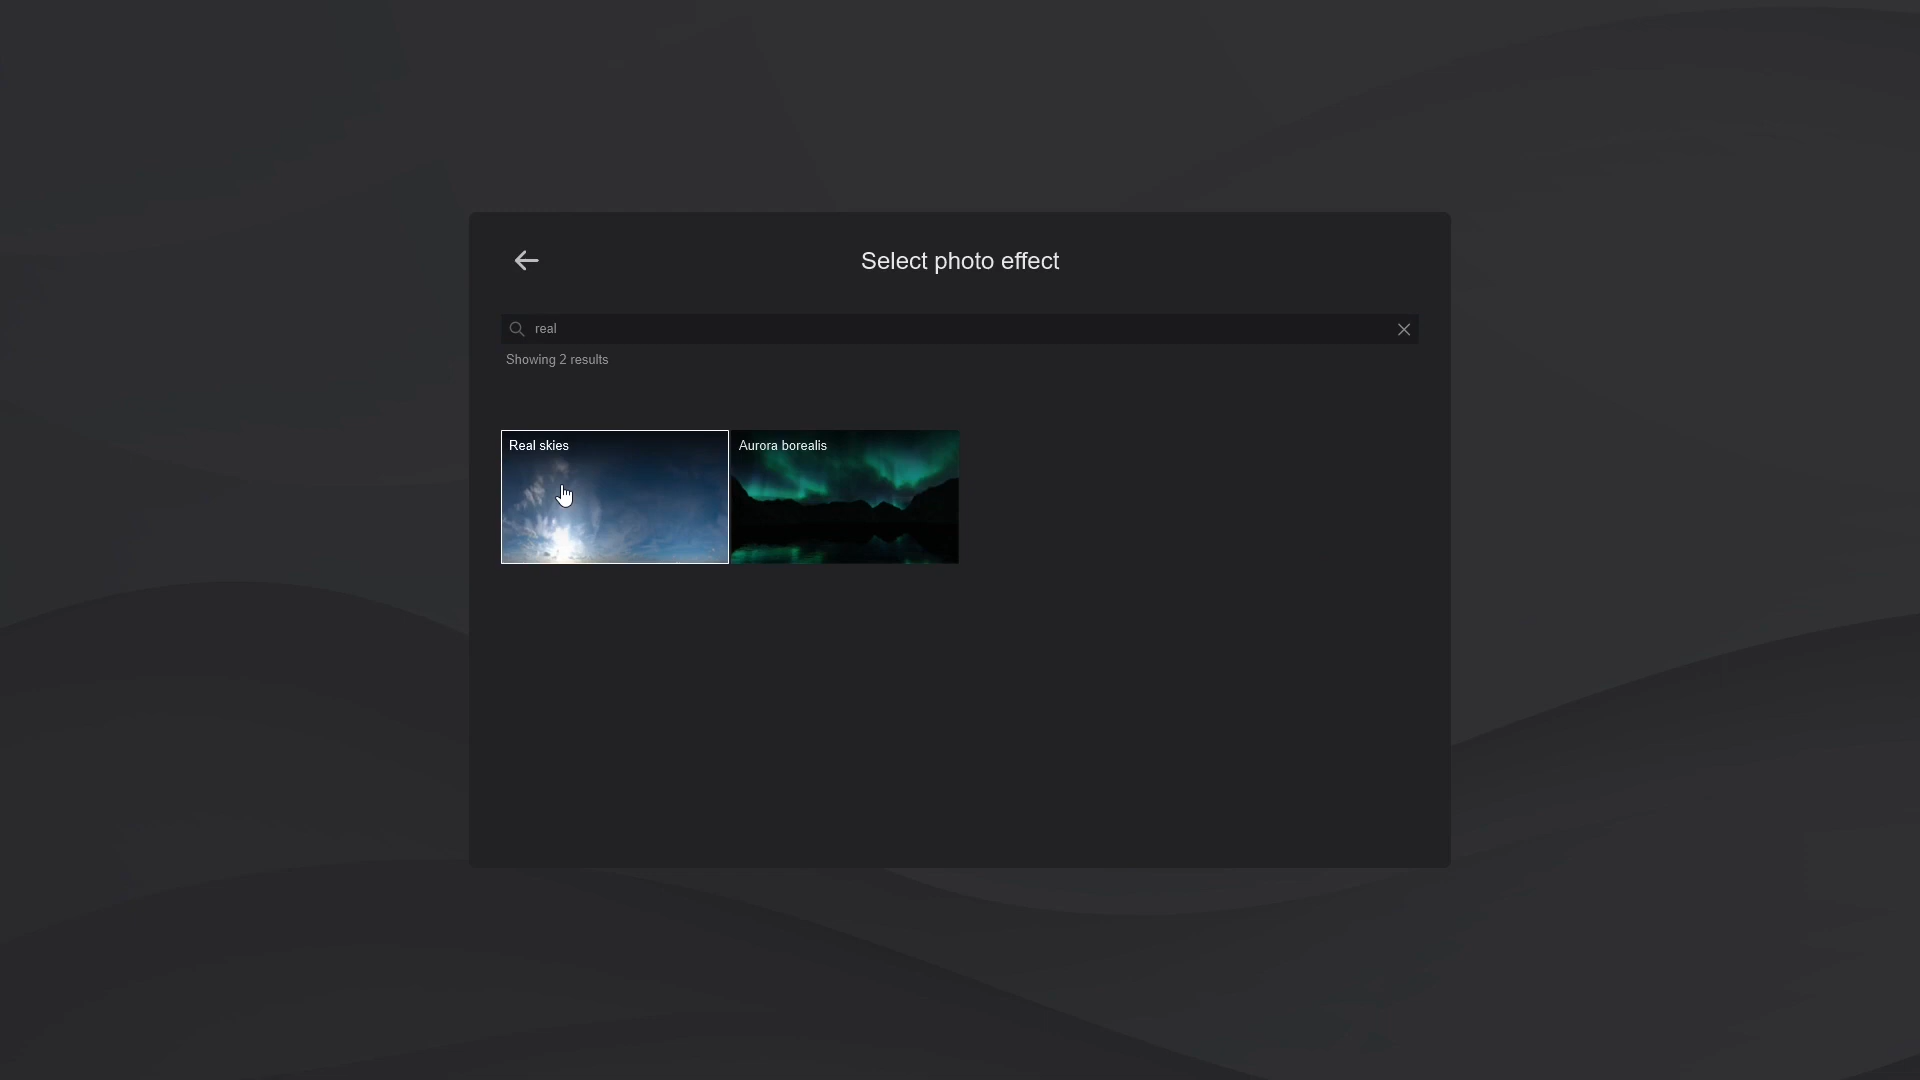 Select photo effect
real
Showing 2 results
Real skies
Aurora borealis